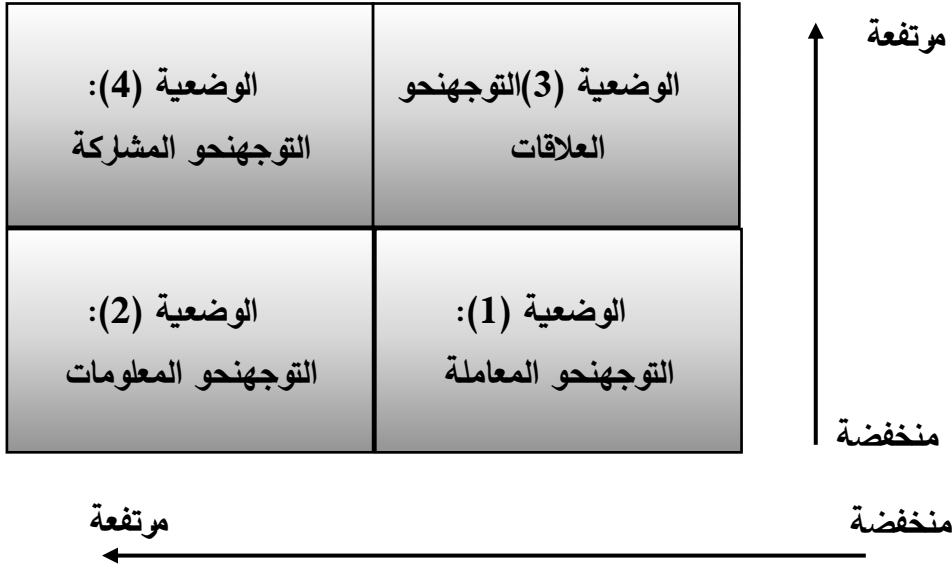 مرتفعة
الوضعية (3)التوجهنحو
العلاقات
الوضعية (4):
التوجهنحو المشاركة
الوضعية (1):
التوجهنحو المعاملة
الوضعية (2):
التوجهنحو المعلومات
منخفضة
منخفضة
مرتفعة